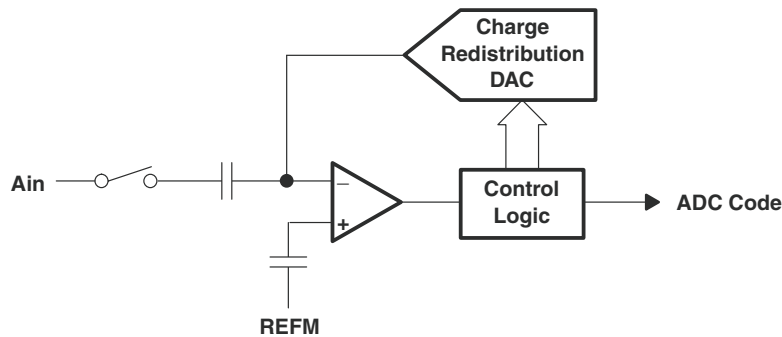 Charge
Redistribution
DAC
Ain
−
+
Control
Logic
ADC Code
REFM